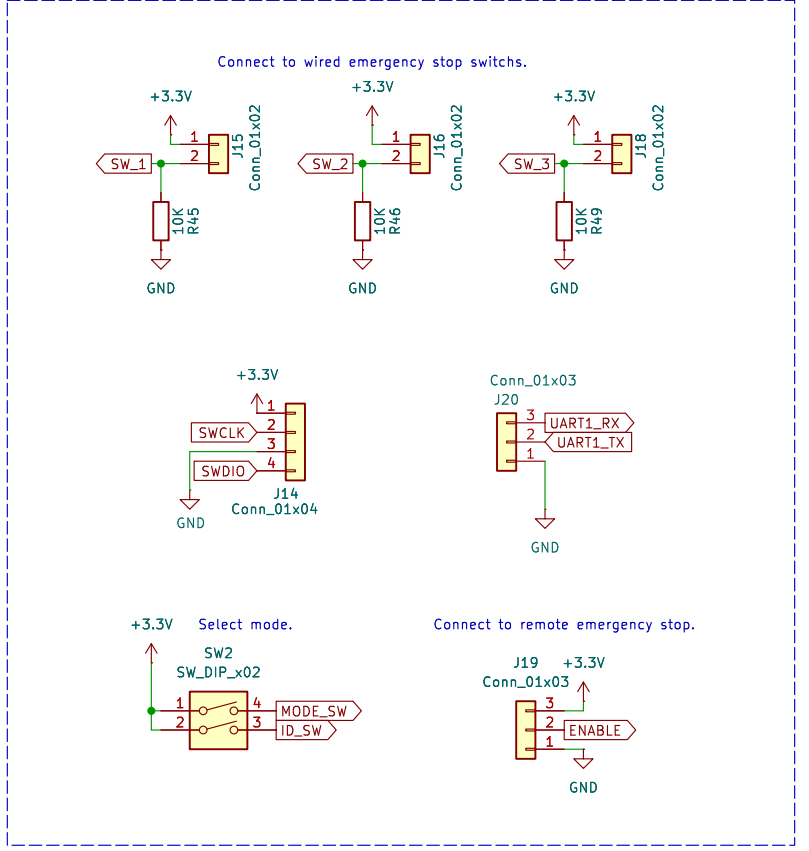 Connect to wired emergency stop switchs.
+3.3V
1
2
J15
Conn_01x02
SW_1
10K
R45
GND
+3.3V
1
2
J16
Conn_01x02
SW_2
10K
R46
GND
+3.3V
1
2
J18
Conn_01x02
SW_3
10K
R49
GND
+3.3V
1
SWCLK 2
3
SWDIO 4
J14
Conn_01x04
GND
Conn_01x03
J20
3 UART1_RX
2 UART1_TX
1
GND
+3.3V
Select mode.
SW2
SW_DIP_x02
1 4 MODE_SW
2 3 ID_SW
Connect to remote emergency stop.
J19 +3.3V
Conn_01x03
3
2 ENABLE
1
GND